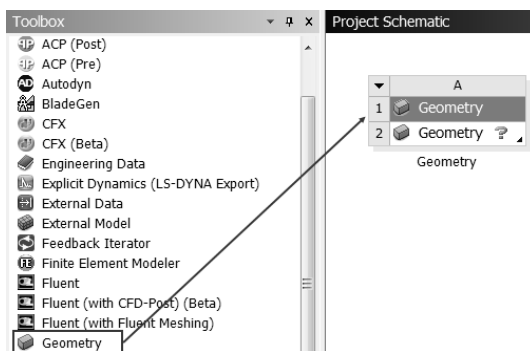 Toolbox
ACP (Post)
ACP (Pre)
Autodyn
BladeGen
CFX
CFX (Beta)
Engineering Data
Explicit Dynamics (LS-DYNA Export)
External Data
External Model
Feedback Iterator
Finite Element Modeler
Fluent
Fluent (with CFD-Post) (Beta)
Fluent (with Fluent Meshing)
Geometry
Project Schematic
A
1 Geometry
2 Geometry ?
Geometry